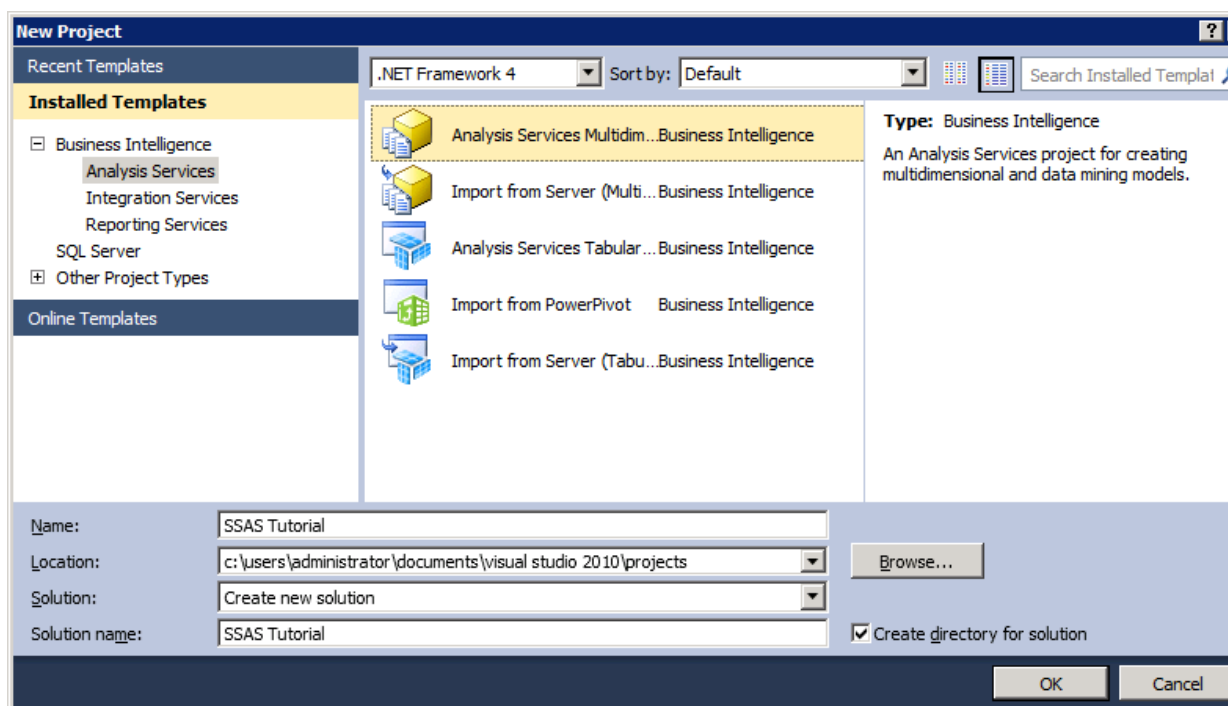 New Project
?
Recent Templates
Installed Templates
Business Intelligence
Analysis Services
Integration Services
Reporting Services
SQL Server
Other Project Types
Online Templates
.NET Framework 4
Sort by: Default
Search Installed Templat
Analysis Services Multidim... Business Intelligence
Import from Server (Multi... Business Intelligence
Analysis Services Tabular ... Business Intelligence
Import from PowerPivot Business Intelligence
Import from Server (Tabu... Business Intelligence
Type: Business Intelligence
An Analysis Services project for creating
multidimensional and data mining models.
Name: SSAS Tutorial
Location: c:\users\administrator\documents\visual studio 2010\projects
Browse...
Solution: Create new solution
Solution name: SSAS Tutorial
Create directory for solution
OK Cancel